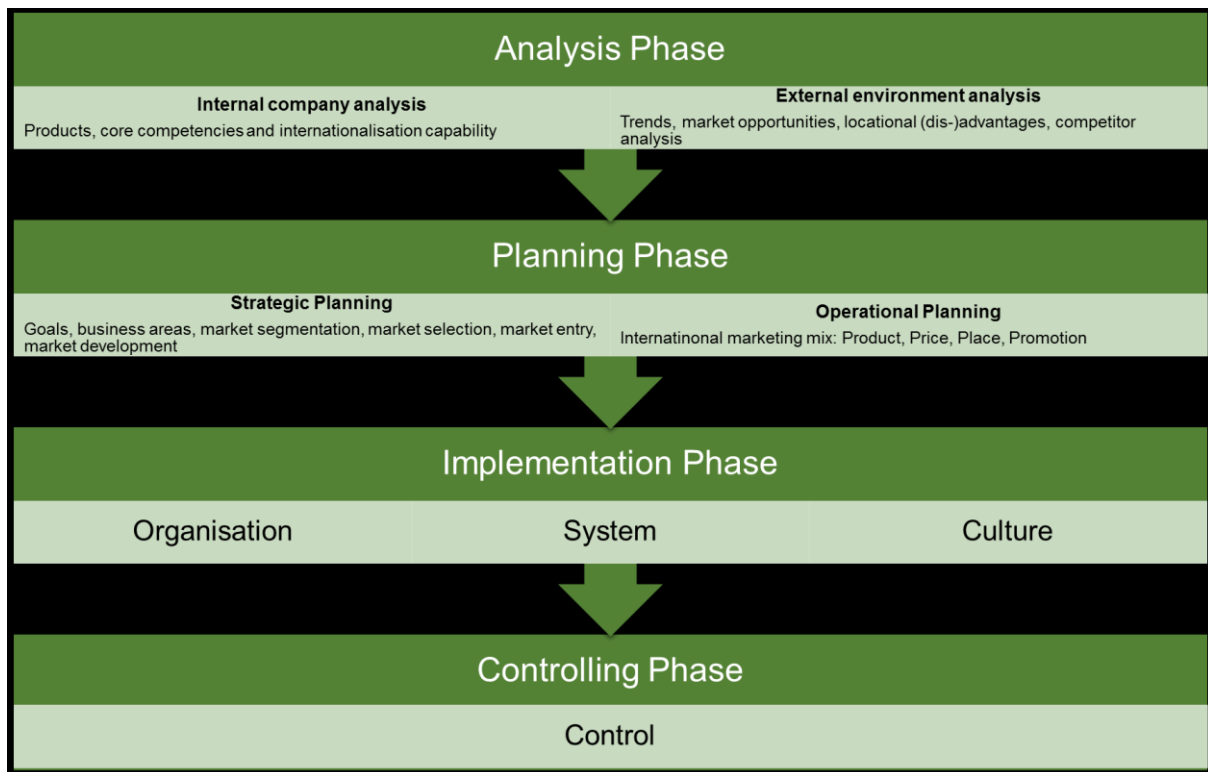 Analysis Phase
Internal company analysis
Products, core competencies and internationalisation capability
External environment analysis
Trends, market opportunities, locational (dis-)advantages, competitor
analysis
Planning Phase
Strategic Planning
Goals, business areas, market segmentation, market selection, market entry,
market development
Operational Planning
Internatinonal marketing mix: Product, Price, Place, Promotion
Implementation Phase
Organisation
System
Culture
Controlling Phase
Control